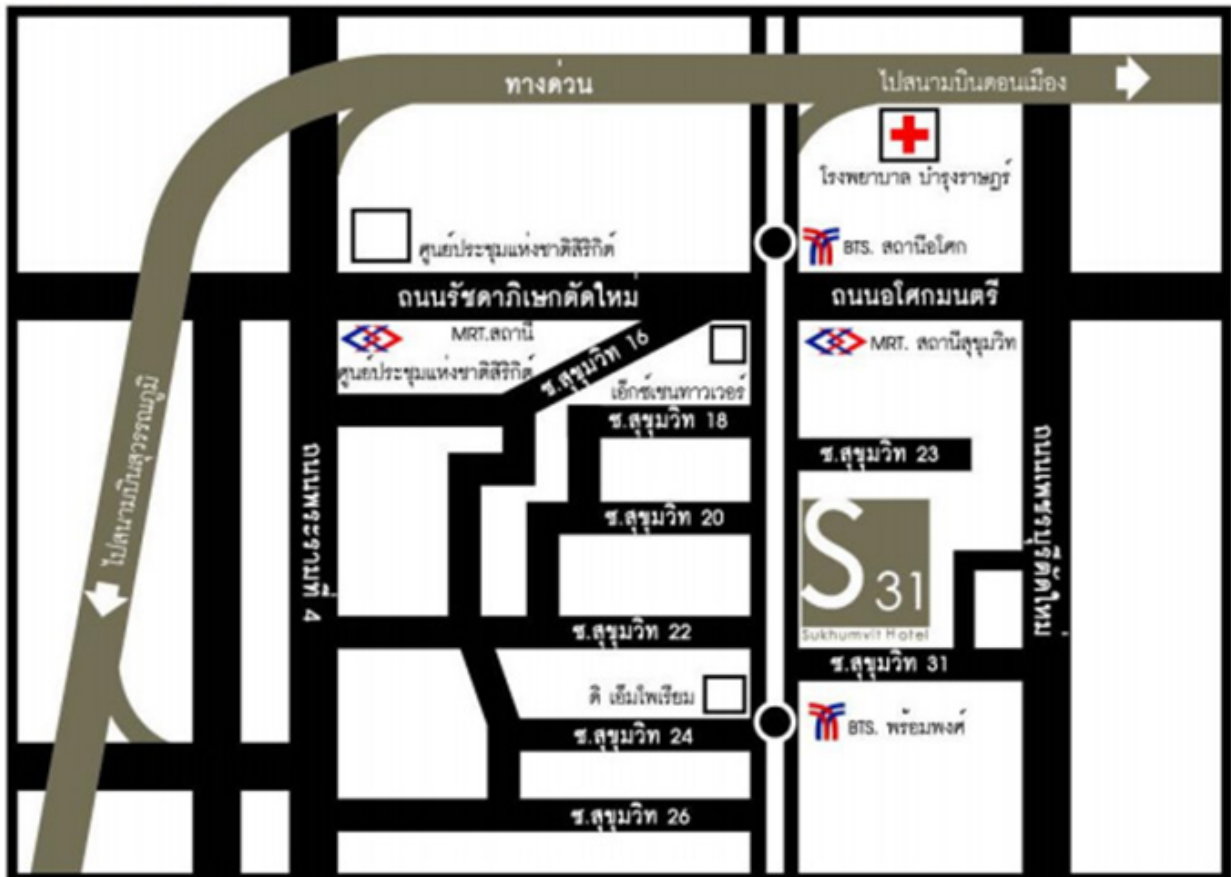 ทางด่วน
ไปสนามบินดอนเมือง
โรงพยาบาล บำรุงราษฎร์
ศูนย์ประชุมแห่งชาติสิริกิต์
BTS. สถานีอโศก
ถนนรัชดาภิเษกตัดใหม่
ถนนอโศกมนตรี
MRT.สถานี
ศูนย์ประชุมแห่งชาติสิริกิต์
ซ.สุขุมวิท 16
MRT. สถานีสุขุมวิท
เอ็กซ์เชนทาวเวอร์
ซ.สุขุมวิท 18
ซ.สุขุมวิท 23
ไปสนามบินสุวรรณภูมิ
ถนนพระรามที่ 4
ถนนเพชรบุรีตัดใหม่
ซ.สุขุมวิท 20
S 31
Sukhumvit Hotel
ซ.สุขุมวิท 22
ซ.สุขุมวิท 31
ดิ เอ็มโพเรียม
ซ.สุขุมวิท 24
BTS. พร้อมพงศ์
ซ.สุขุมวิท 26